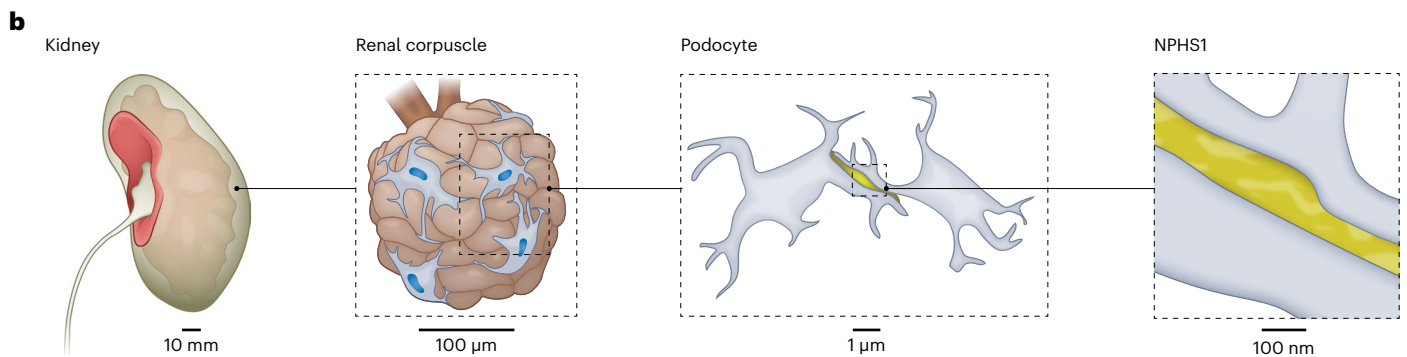 b
Kidney
Renal corpuscle
Podocyte
NPHS1
10 mm
100 µm
1 µm
100 nm